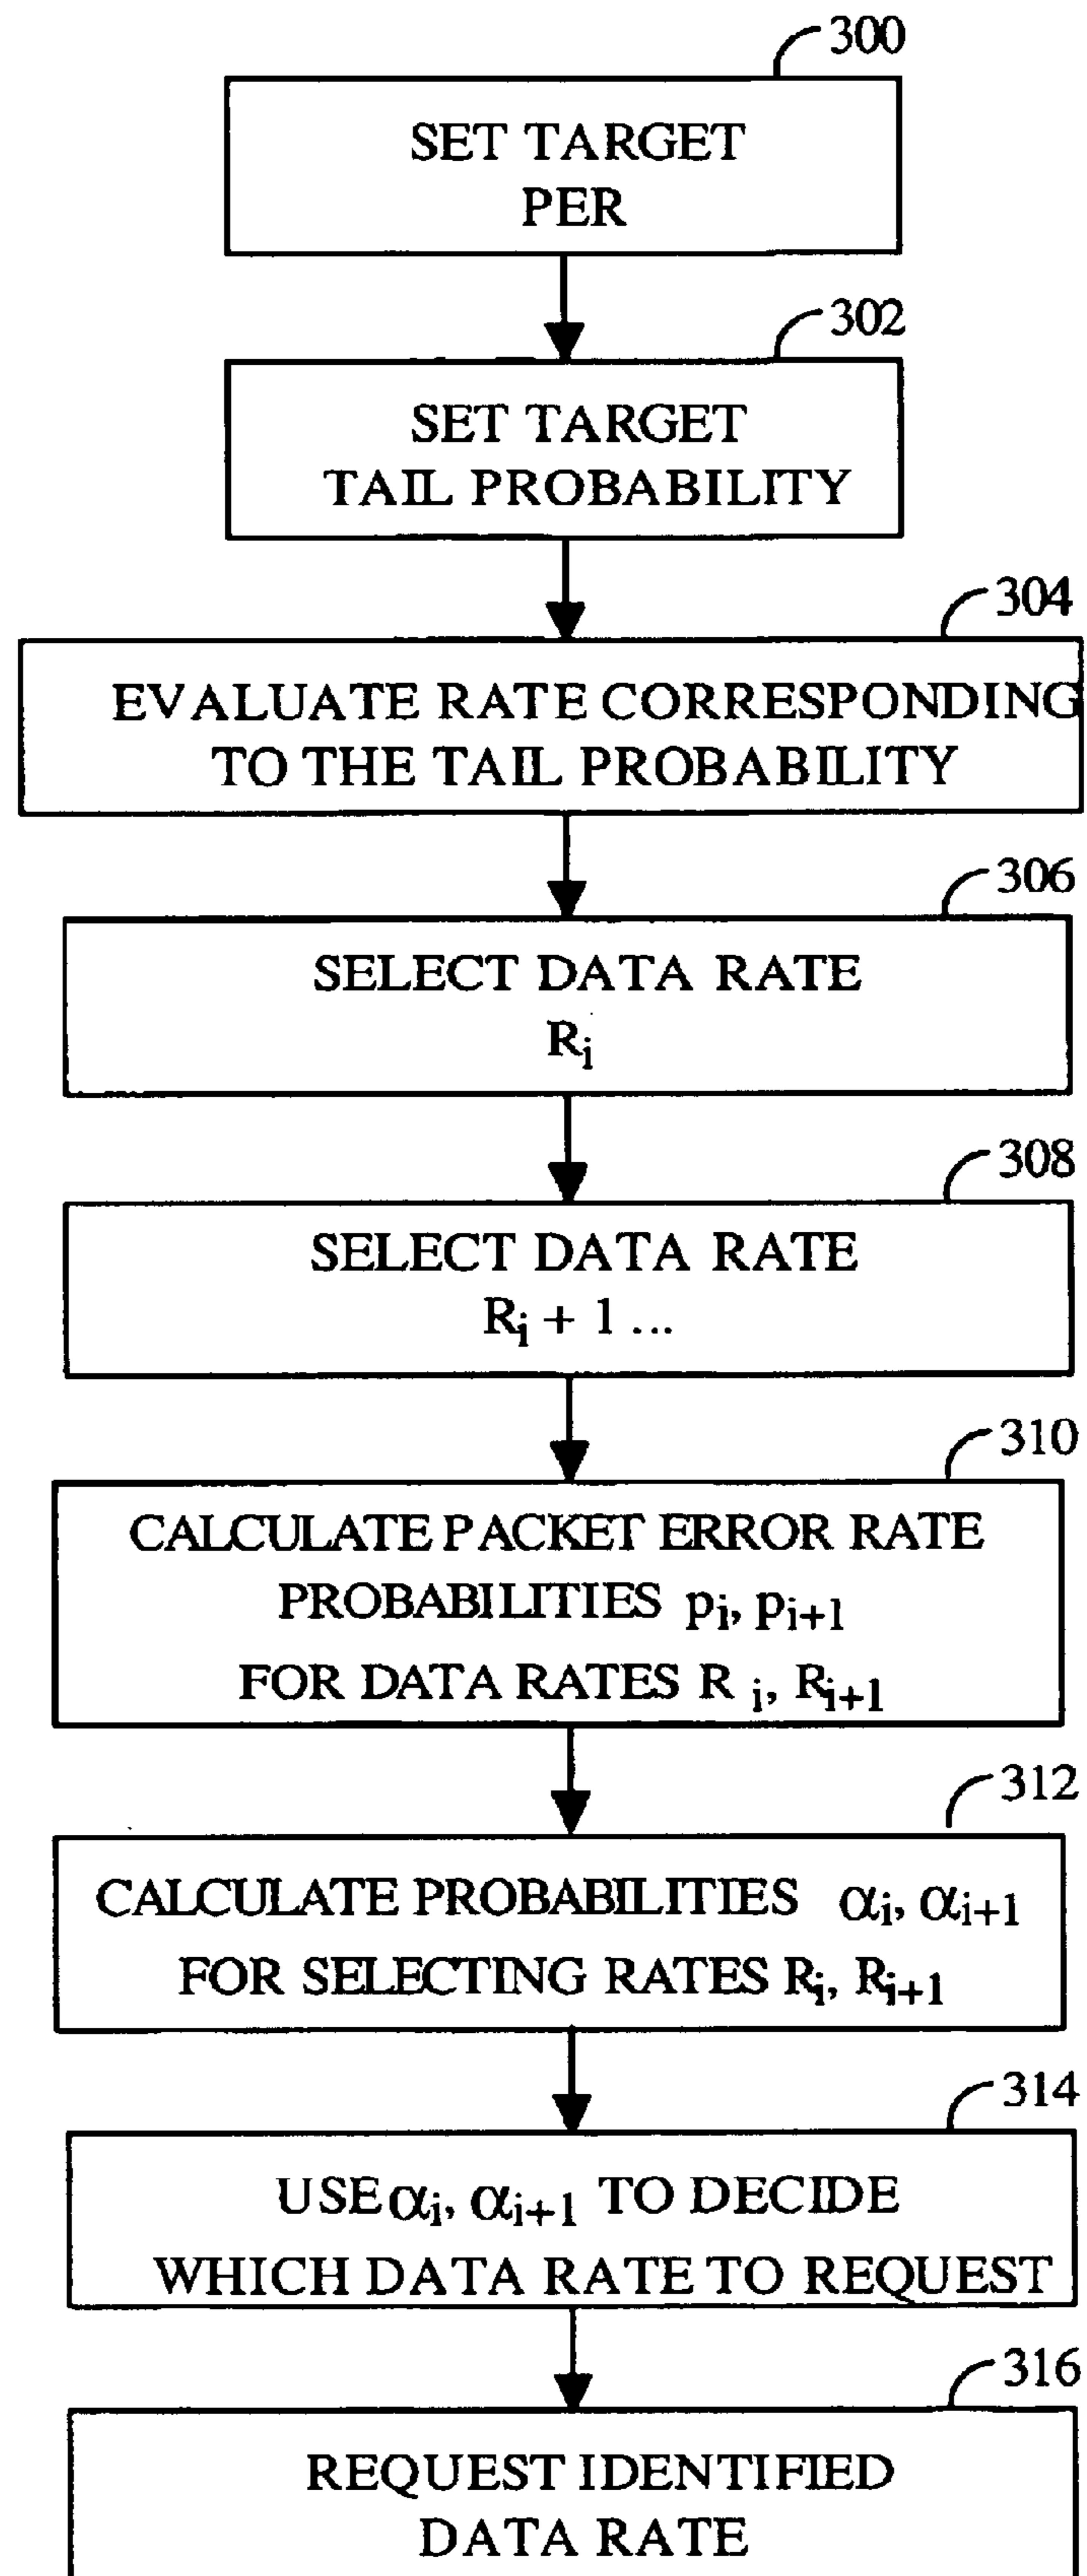 300
SET TARGET
PER
302
SET TARGET
TAIL PROBABILITY
304
EVALUATE RATE CORRESPONDING
TO THE TAIL PROBABILITY
306
SELECT DATA RATE
Rᵢ
308
SELECT DATA RATE
Rᵢ + 1 ...
310
CALCULATE PACKET ERROR RATE
PROBABILITIES pᵢ, pᵢ₊₁
FOR DATA RATES R ᵢ, Rᵢ₊₁
312
CALCULATE PROBABILITIES αᵢ, αᵢ₊₁
FOR SELECTING RATES Rᵢ, Rᵢ₊₁
314
USE αᵢ, αᵢ₊₁ TO DECIDE
WHICH DATA RATE TO REQUEST
316
REQUEST IDENTIFIED
DATA RATE